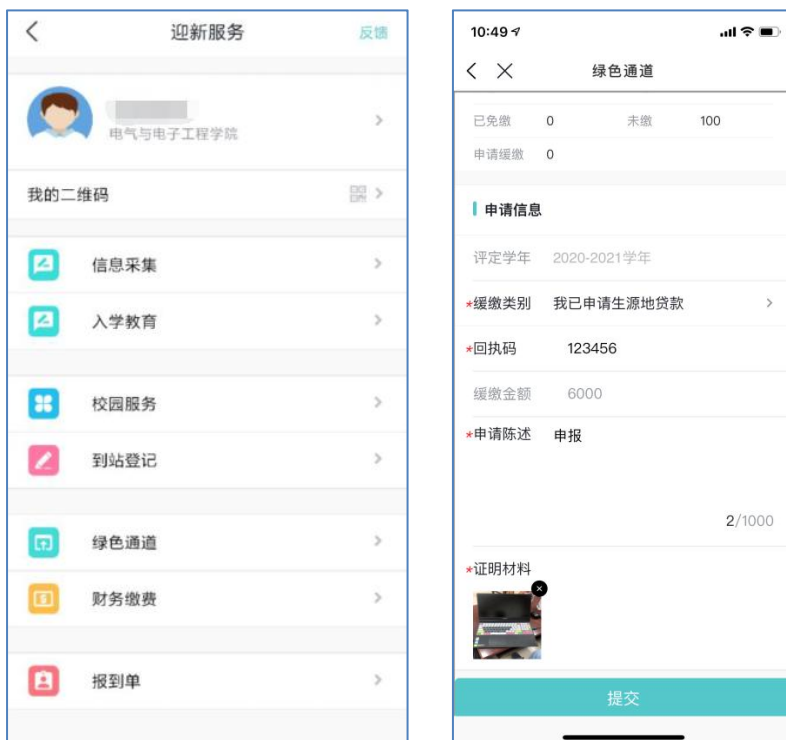 迎新服务
反馈
电气与电子工程学院
我的二维码
信息采集
入学教育
校园服务
到站登记
绿色通道
财务缴费
报到单
10:49
绿色通道
已免缴 0 未缴 100
申请缓缴 0
申请信息
评定学年 2020-2021学年
*缓缴类别 我已申请生源地贷款
*回执码 123456
缓缴金额 6000
*申请陈述 申报
2/1000
*证明材料
提交